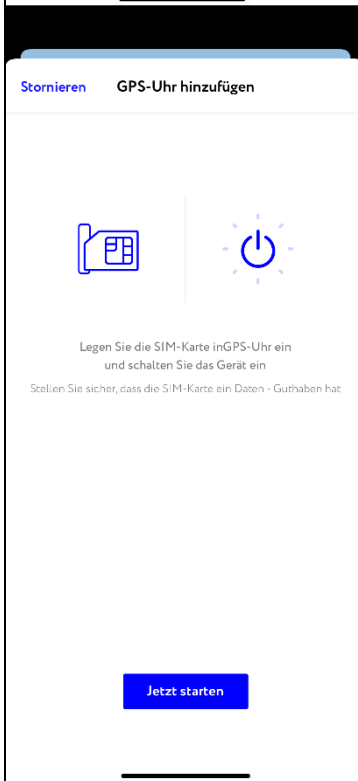 Stornieren GPS-Uhr hinzufügen
Legen Sie die SIM-Karte inGPS-Uhr ein
und schalten Sie das Gerät ein
Stellen Sie sicher, dass die SIM-Karte ein Daten - Guthaben hat
Jetzt starten